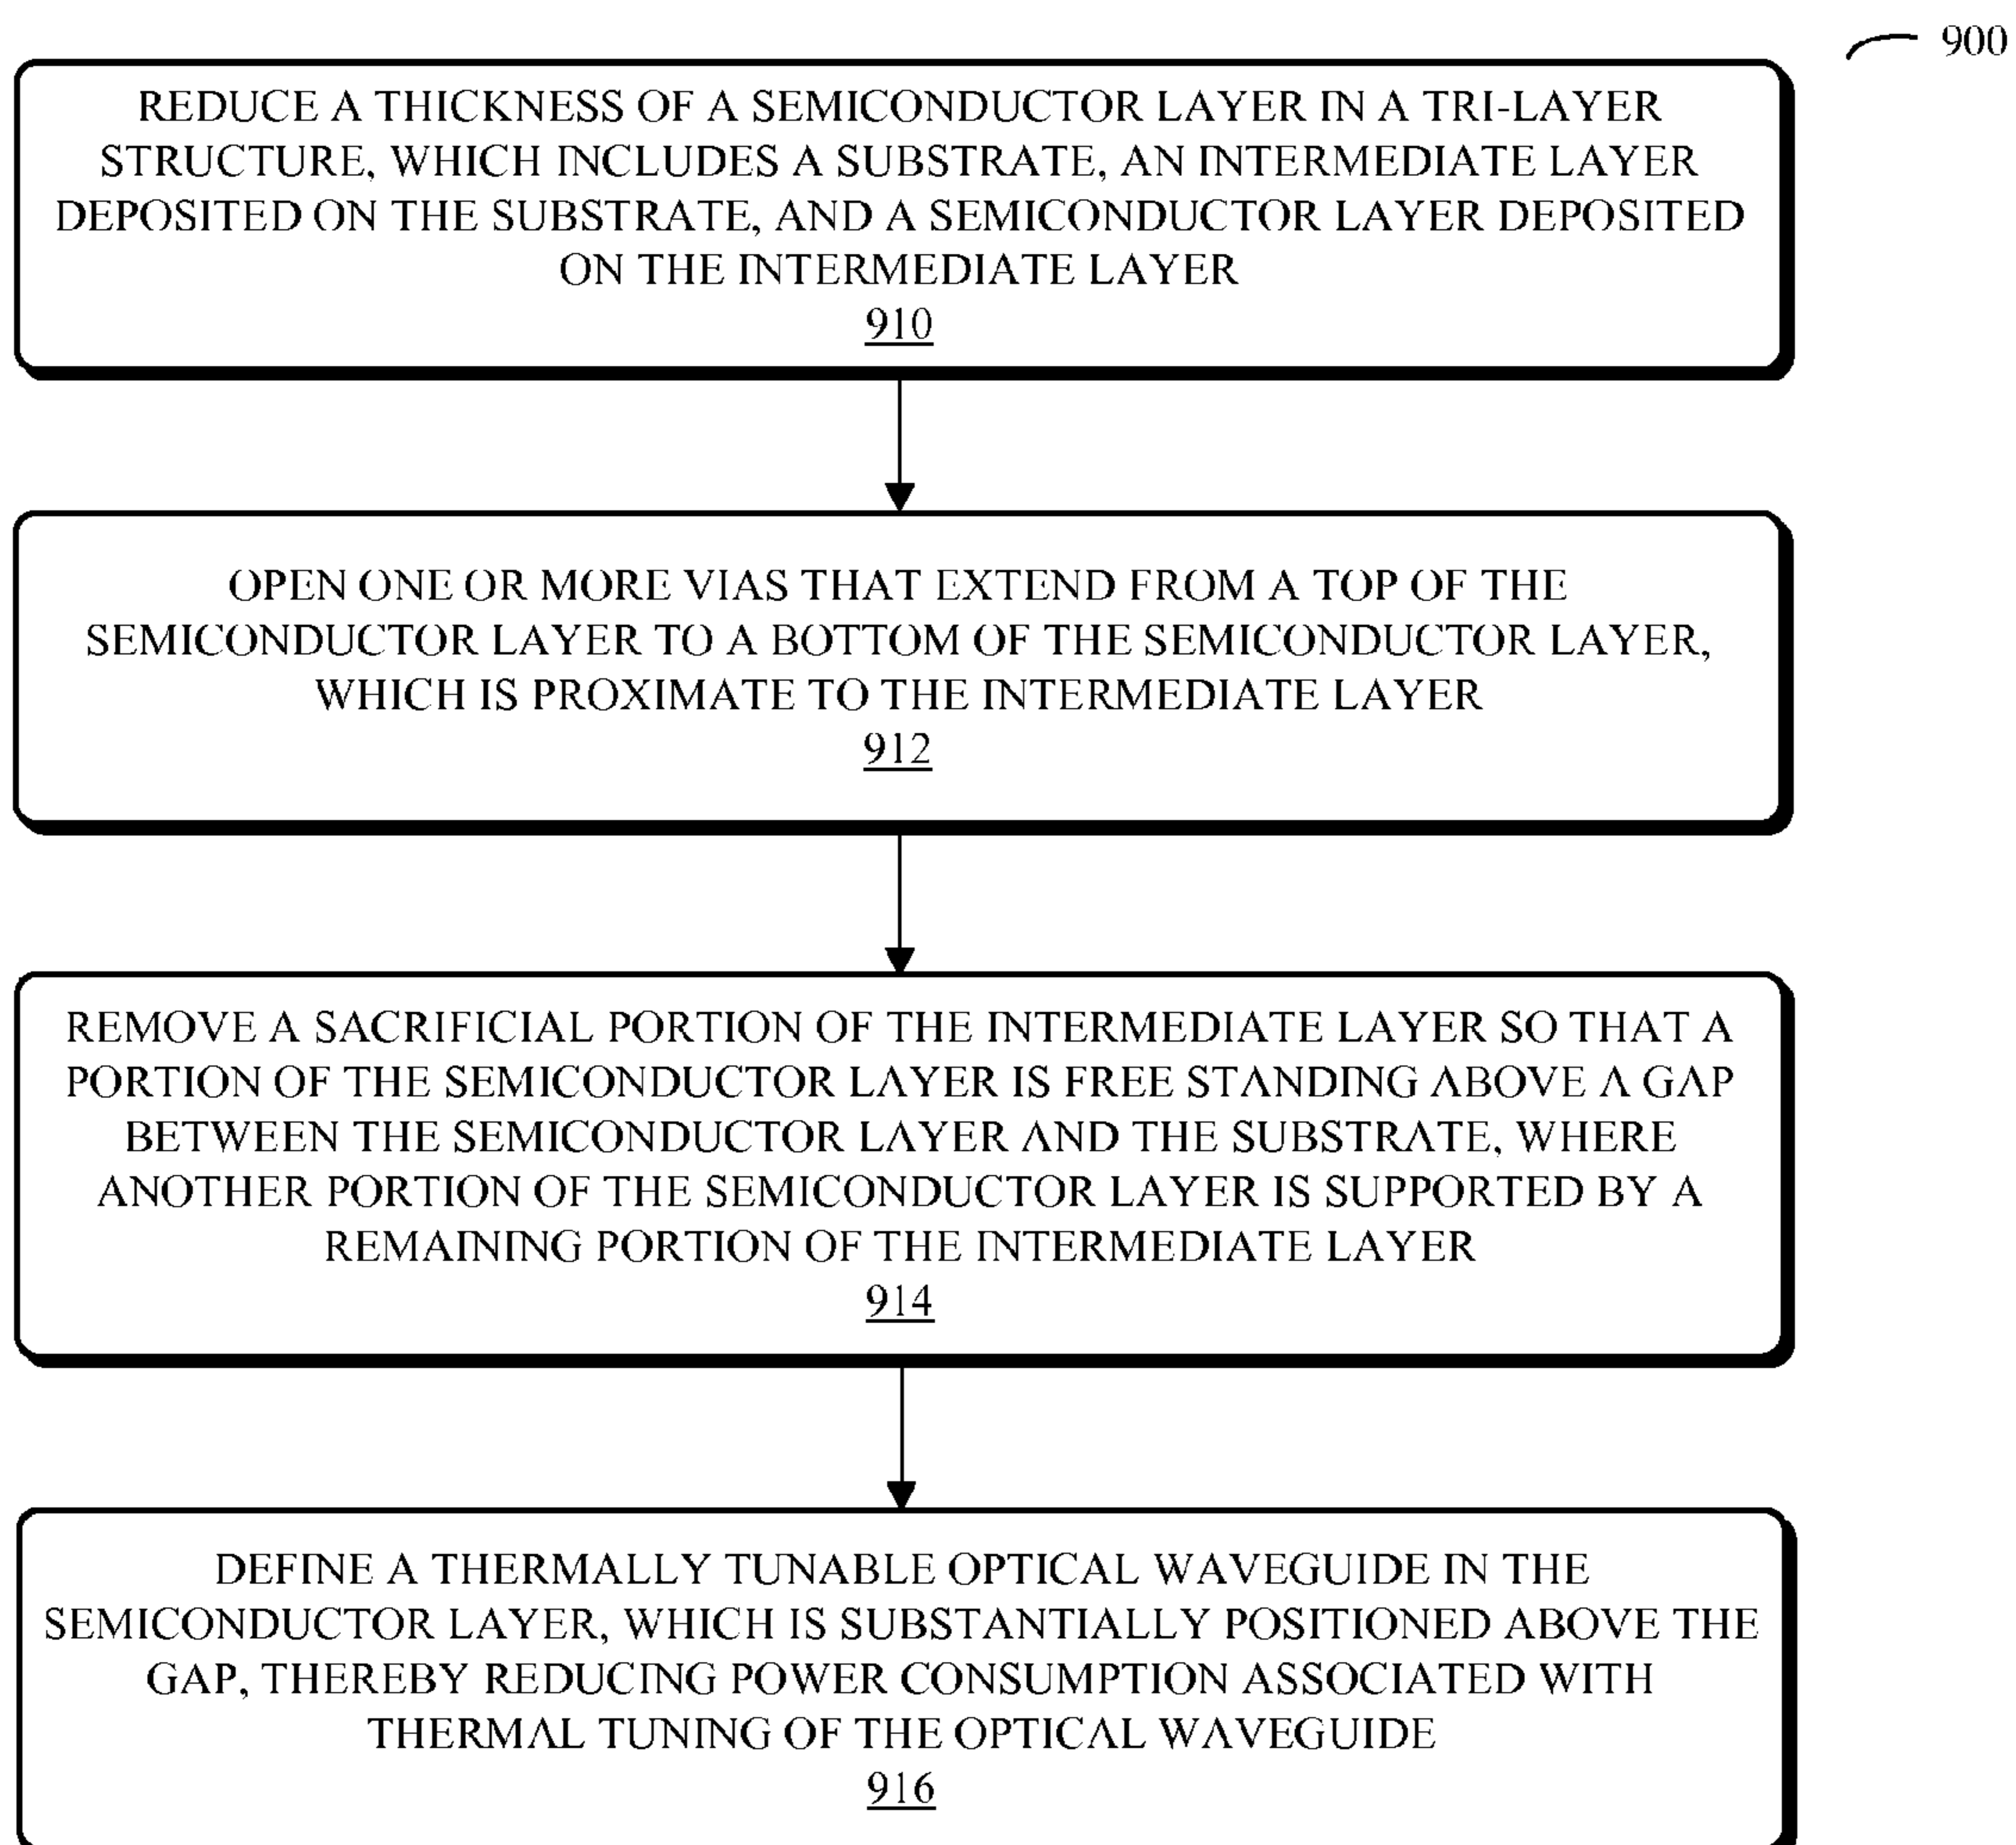 900
REDUCE A THICKNESS OF A SEMICONDUCTOR LAYER IN A TRI-LAYER
STRUCTURE, WHICH INCLUDES A SUBSTRATE, AN INTERMEDIATE LAYER
DEPOSITED ON THE SUBSTRATE, AND A SEMICONDUCTOR LAYER DEPOSITED
ON THE INTERMEDIATE LAYER
910
OPEN ONE OR MORE VIAS THAT EXTEND FROM A TOP OF THE
SEMICONDUCTOR LAYER TO A BOTTOM OF THE SEMICONDUCTOR LAYER,
WHICH IS PROXIMATE TO THE INTERMEDIATE LAYER
912
REMOVE A SACRIFICIAL PORTION OF THE INTERMEDIATE LAYER SO THAT A
PORTION OF THE SEMICONDUCTOR LAYER IS FREE STANDING ABOVE A GAP
BETWEEN THE SEMICONDUCTOR LAYER AND THE SUBSTRATE, WHERE
ANOTHER PORTION OF THE SEMICONDUCTOR LAYER IS SUPPORTED BY A
REMAINING PORTION OF THE INTERMEDIATE LAYER
914
DEFINE A THERMALLY TUNABLE OPTICAL WAVEGUIDE IN THE
SEMICONDUCTOR LAYER, WHICH IS SUBSTANTIALLY POSITIONED ABOVE THE
GAP, THEREBY REDUCING POWER CONSUMPTION ASSOCIATED WITH
THERMAL TUNING OF THE OPTICAL WAVEGUIDE
916